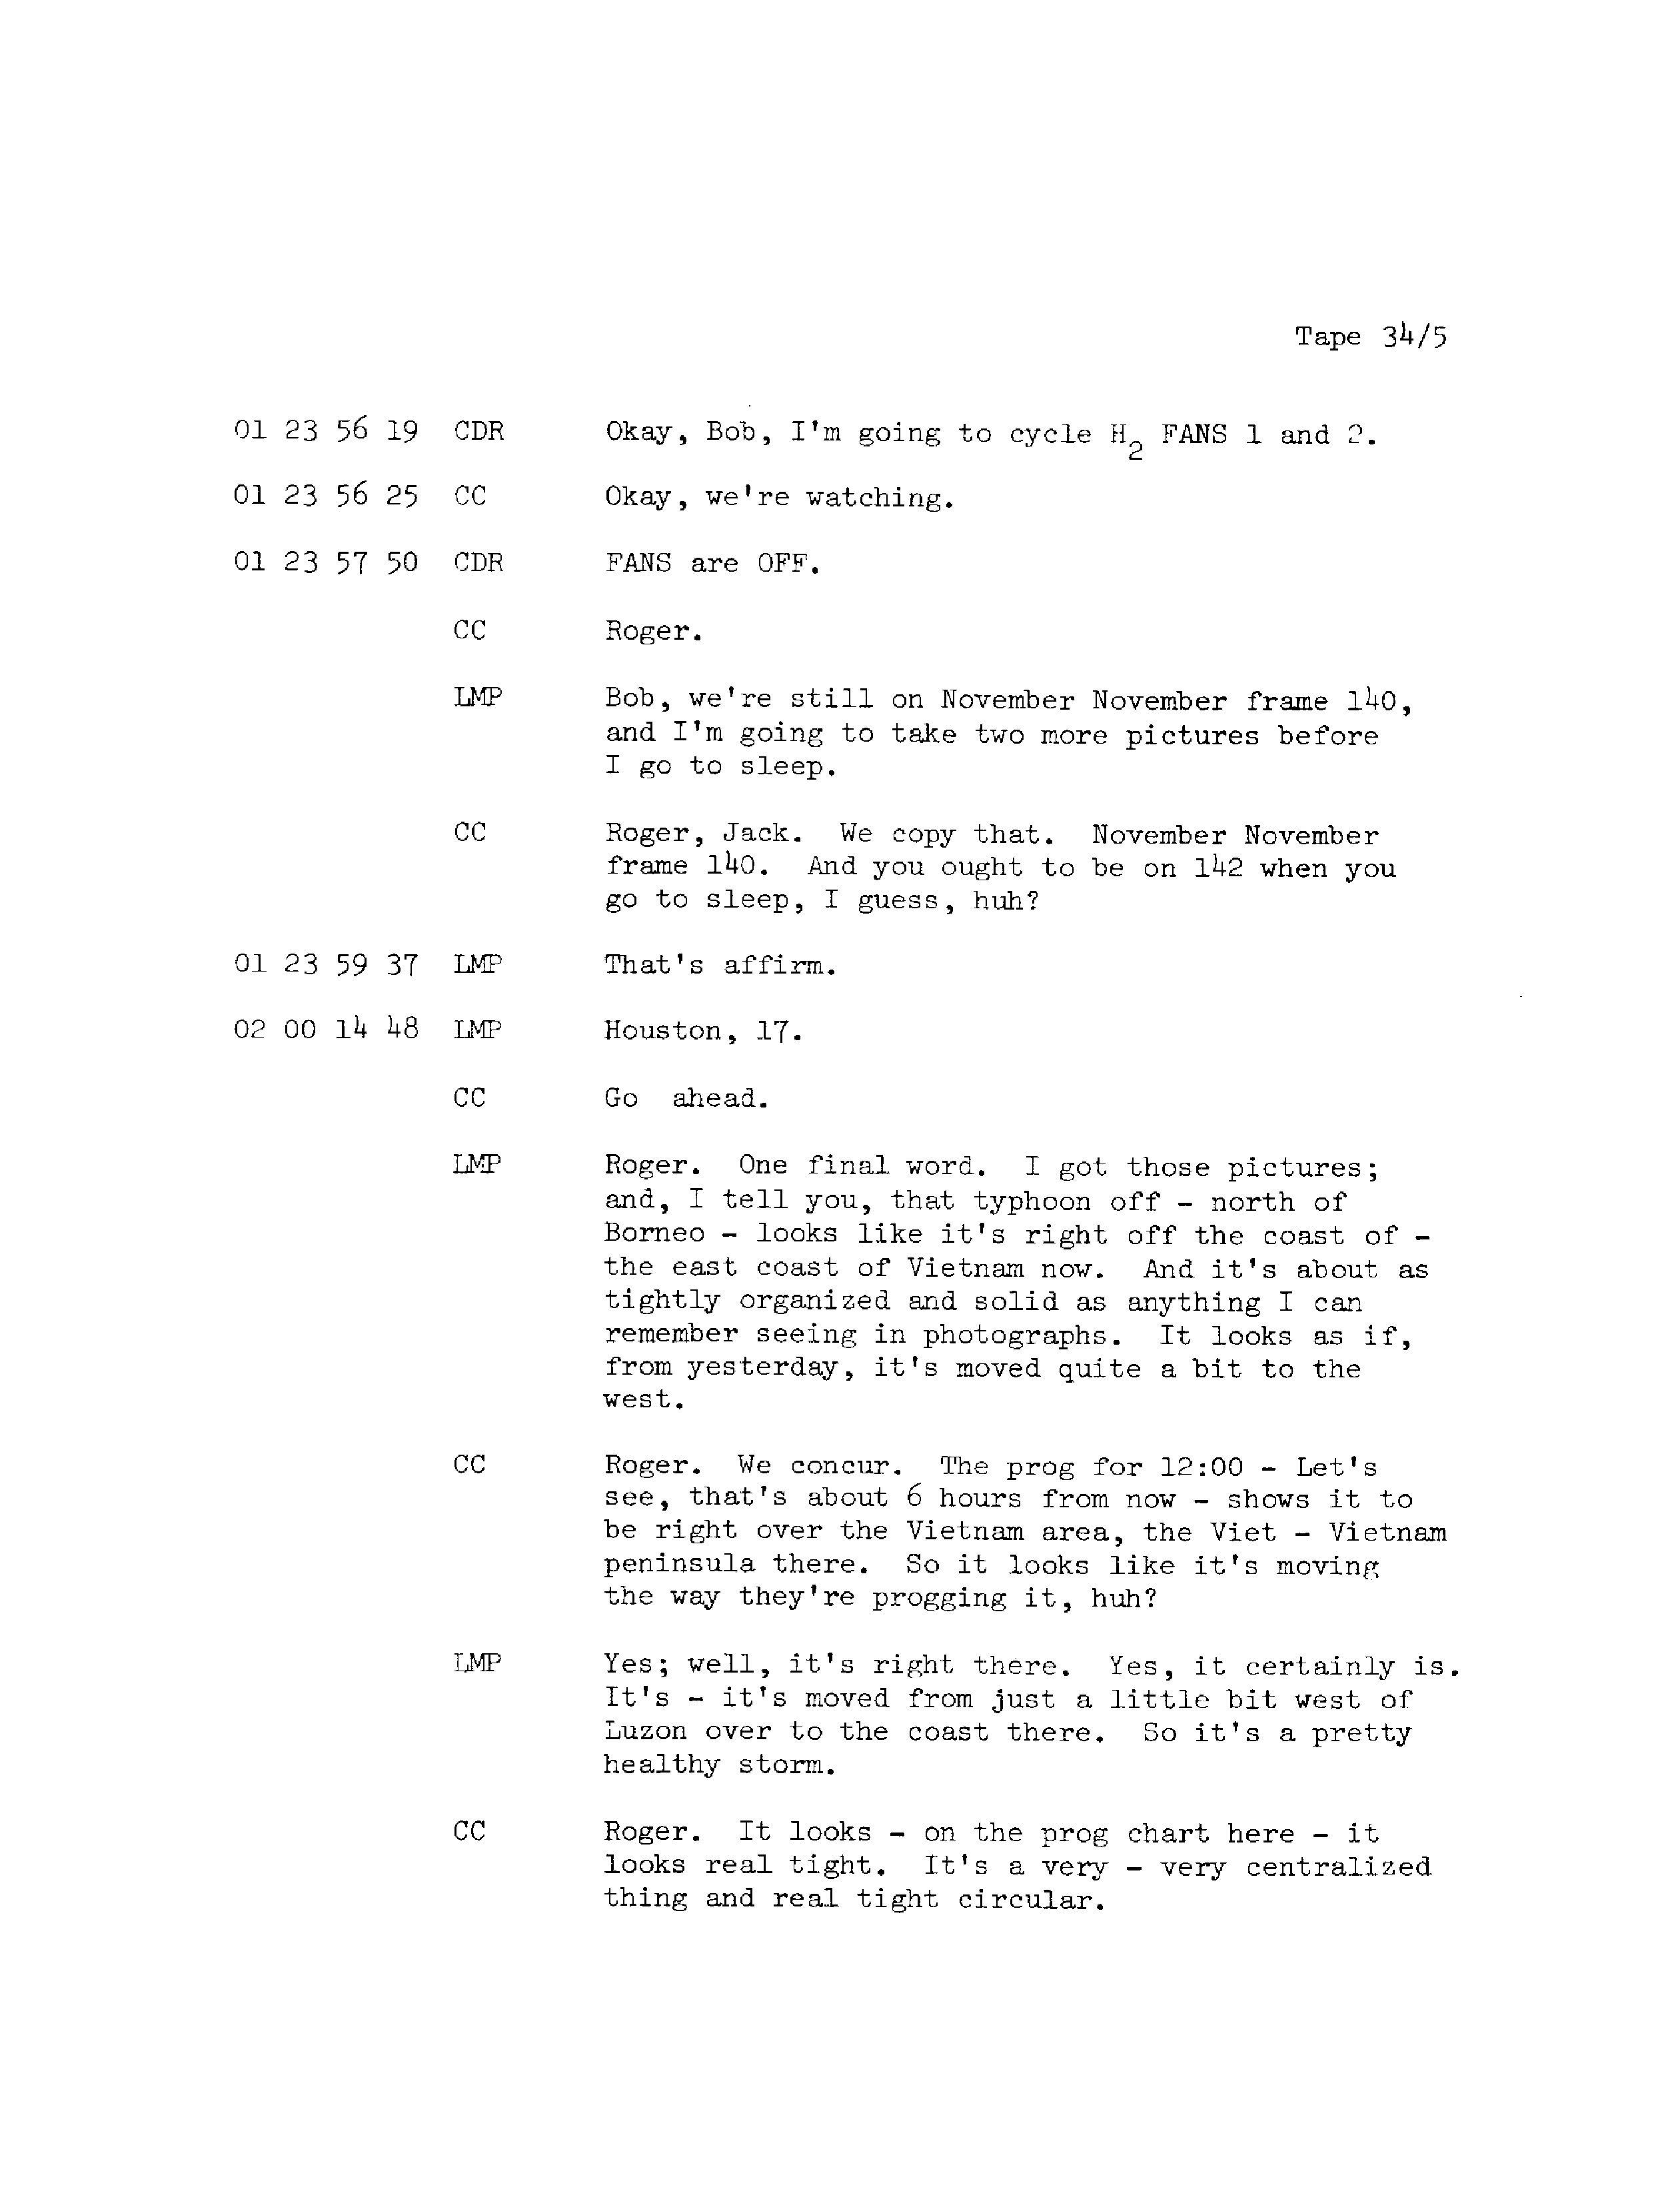 Tape 34/5
01 23 56 19 CDR Okay, Bob, I'm going to cycle H2 FANS 1 and 2.
01 23 56 25 CC Okay, we're watching.
01 23 57 50 CDR FANS are OFF.
CC Roger.
LMP Bob, we're still on November November frame 140,
and I'm going to take two more pictures before
I go to sleep.
CC Roger, Jack. We copy that. November November
frame 140. And you ought to be on 142 when you
go to sleep, I guess, huh?
01 23 59 37 LMP That's affirm.
02 00 14 48 LMP Houston, 17.
CC Go ahead.
LMP Roger. One final word. I got those pictures;
and, I tell you, that typhoon off - north of
Borneo - looks like it's right off the coast of -
the east coast of Vietnam now. And it's about as
tightly organized and solid as anything I can
remember seeing in photographs. It looks as if,
from yesterday, it's moved quite a bit to the
west.
CC Roger. We concur. The prog for 12:00 - Let's
see, that's about 6 hours from now - shows it to
be right over the Vietnam area, the Viet - Vietnam
peninsula there. So it looks like it's moving
the way they're progging it, huh?
LMP Yes; well, it's right there. Yes, it certainly is.
It's - it's moved from just a little bit west of
Luzon over to the coast there. So it's a pretty
healthy storm.
CC Roger. It looks - on the prog chart here - it
looks real tight. It's a very - very centralized
thing and real tight circular.